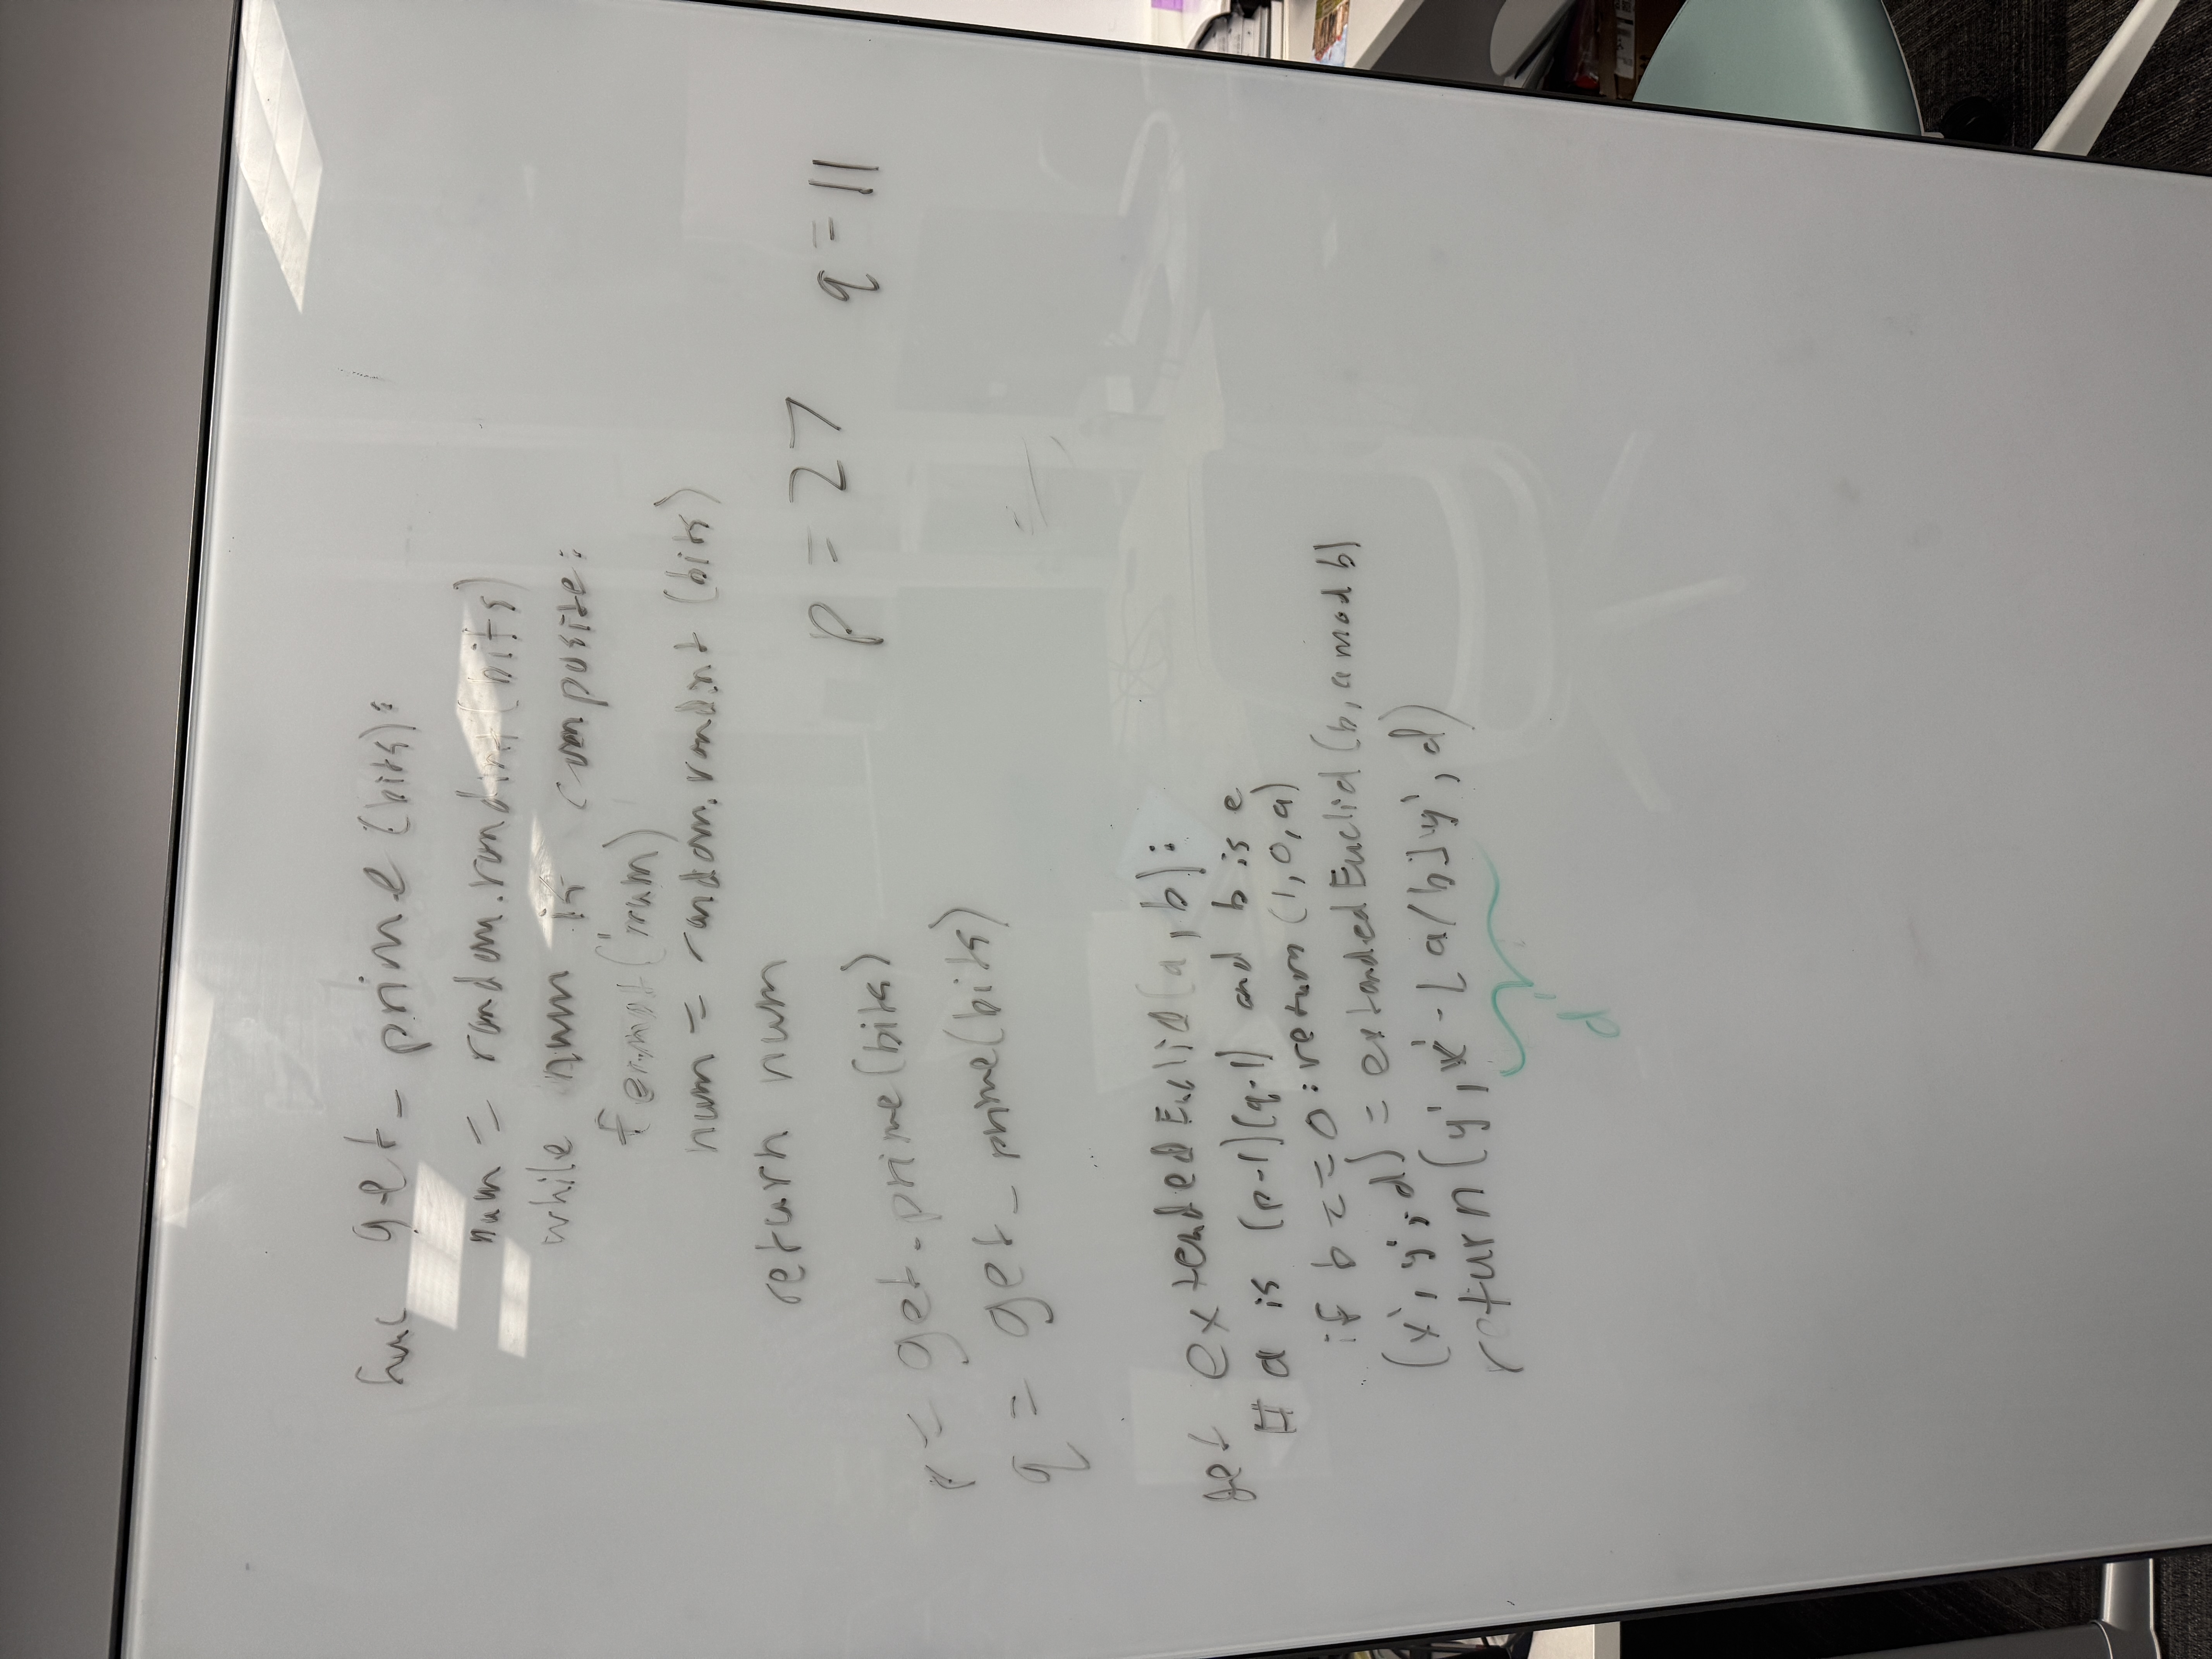 func get_prime(bits):
num = random.randint(bits)
while num is composite:
fermat(num)
num = random.randint(bits)
return num
p = 27 q = 11
p = get_prime(bits)
q = get_prime(bits)
def extendedEuclid(a, b):
# a is (p-1)(q-1) and b is e
if b == 0: return (1, 0, a)
(x', y', d) = extendedEuclid(b, a mod b)
return (y', x' - ⌊a/b⌋y', d)
d'